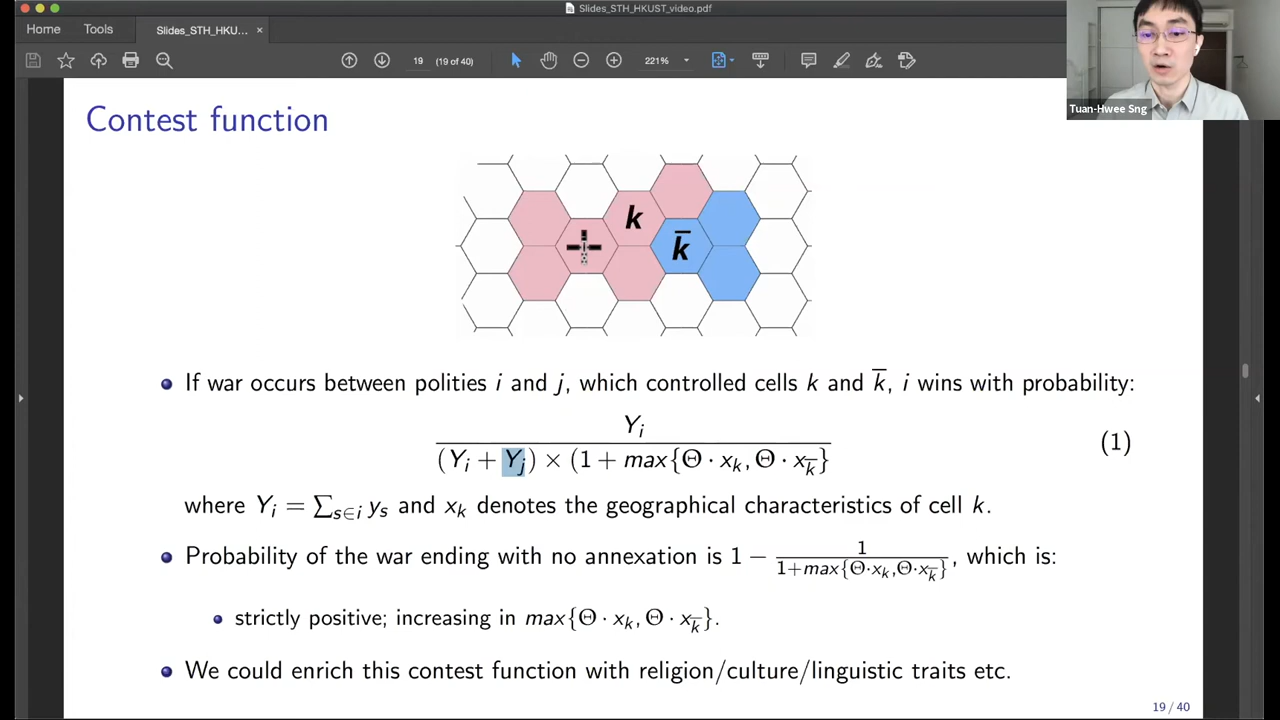 Slides_STH_HKUST_video.pdf
Home Tools Slides_STH_HKU... ×
19 (19 of 40) 221%
Tuan-Hwee Sng
Contest function
k
k̅
If war occurs between polities i and j, which controlled cells k and k̅, i wins with probability:
Y_i
(Y_i + Y_j) × (1 + max{Θ · x_k, Θ · x_k̅} (1)
where Y_i = ∑_{s∈i} y_s and x_k denotes the geographical characteristics of cell k.
Probability of the war ending with no annexation is 1 − 1/(1+max{Θ·x_k,Θ·x_k̅}, which is:
strictly positive; increasing in max{Θ · x_k, Θ · x_k̅}.
We could enrich this contest function with religion/culture/linguistic traits etc.
19 / 40